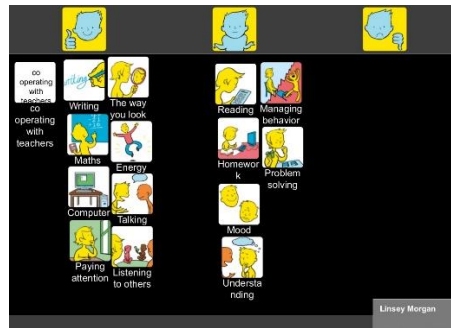 co
operating
with
teachers
co
operating
with
teachers
writing
Writing
The way
you look
Maths
Energy
Computer
Talking
Paying
attention
Listening
to others
Reading
Managing
behavior
Homewor
k
Problem
solving
Mood
Understa
nding
Linsey Morgan